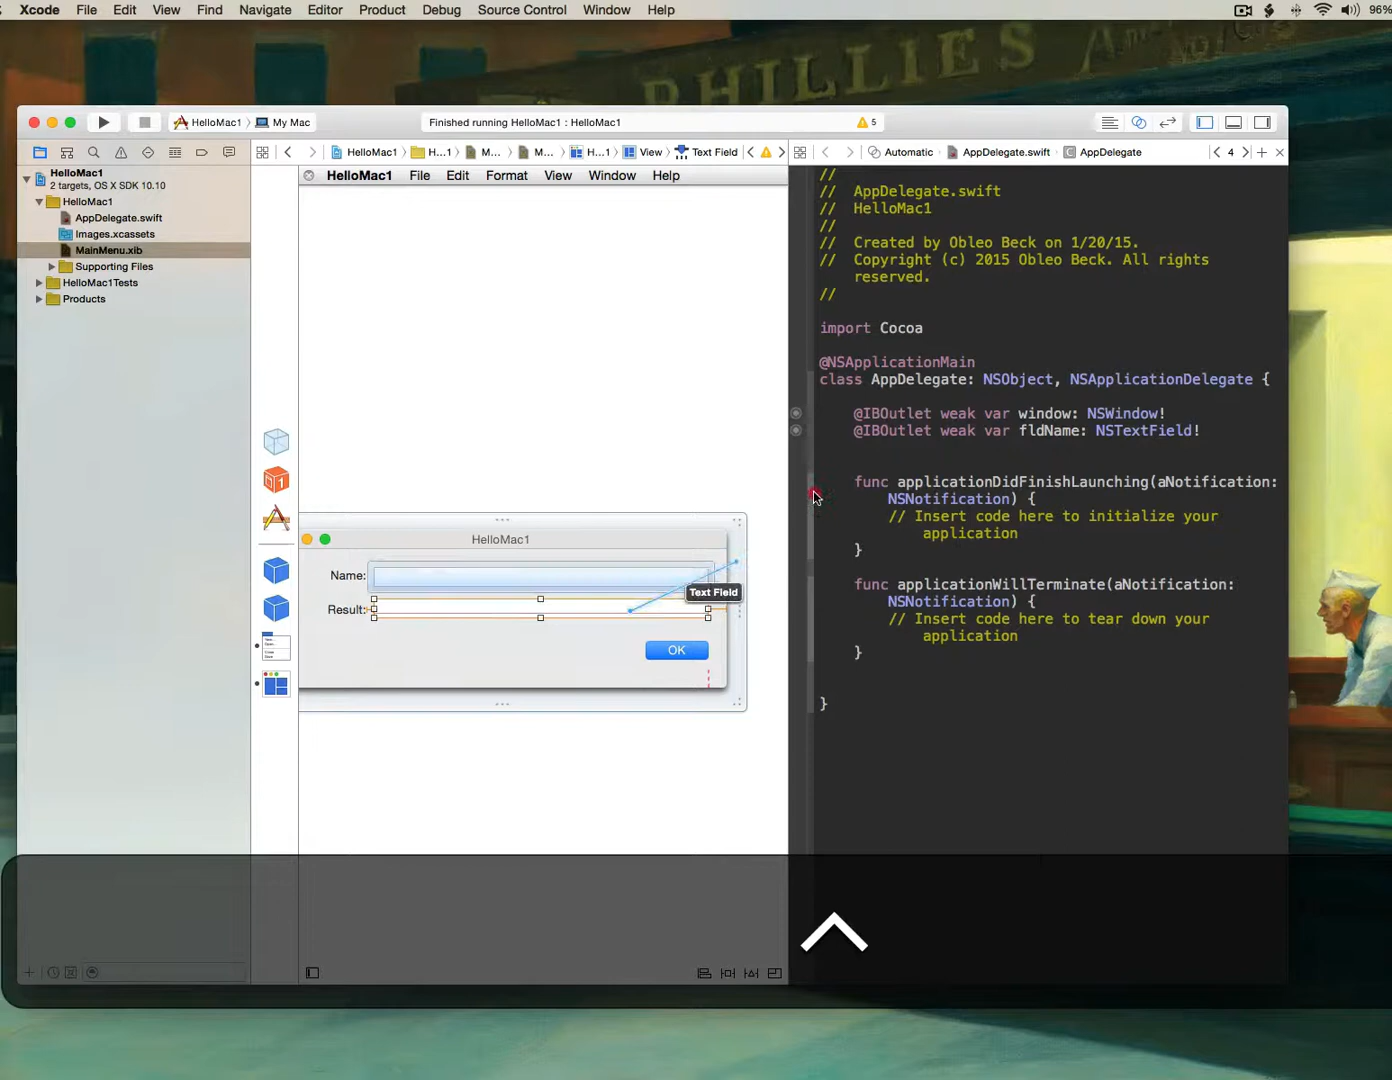 Xcode File Edit View Find Navigate Editor Product Debug Source Control Window Help 96%
PHILLIES
HelloMac1 My Mac
Finished running HelloMac1 : HelloMac1
5
HelloMac1 H...1 M... M... H...1 View Text Field
Automatic AppDelegate.swift C AppDelegate 4
HelloMac1
2 targets, OS X SDK 10.10
HelloMac1
AppDelegate.swift
Images.xcassets
MainMenu.xib
Supporting Files
HelloMac1Tests
Products
HelloMac1 File Edit Format View Window Help
HelloMac1
Name:
Text Field
Result:
OK
//
// AppDelegate.swift
// HelloMac1
//
// Created by Obleo Beck on 1/20/15.
// Copyright (c) 2015 Obleo Beck. All rights
reserved.
//
import Cocoa
@NSApplicationMain
class AppDelegate: NSObject, NSApplicationDelegate {
@IBOutlet weak var window: NSWindow!
@IBOutlet weak var fldName: NSTextField!
func applicationDidFinishLaunching(aNotification:
NSNotification) {
// Insert code here to initialize your
application
}
func applicationWillTerminate(aNotification:
NSNotification) {
// Insert code here to tear down your
application
}
}